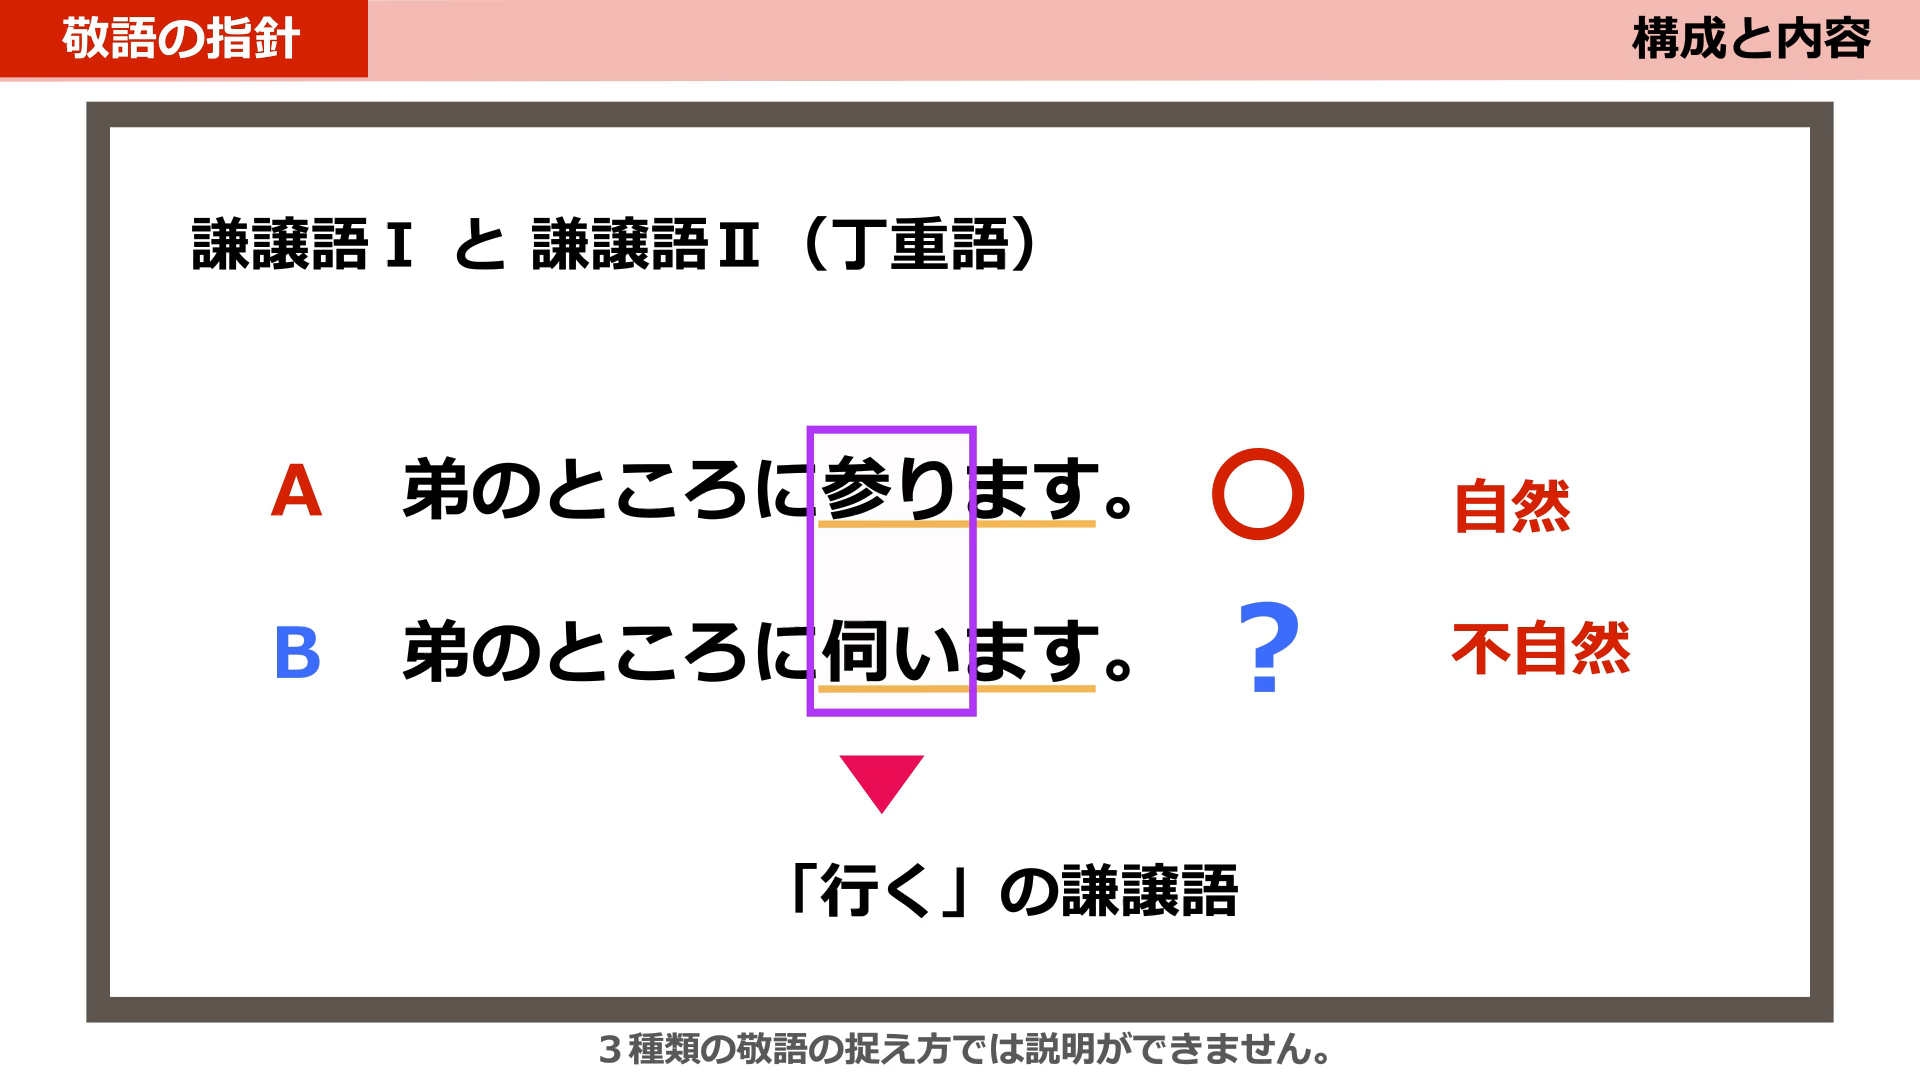 敬語の指針
構成と内容
謙譲語Ⅰ と 謙譲語Ⅱ（丁重語）
A 弟のところに参ります。 ○ 自然
B 弟のところに伺います。 ? 不自然
「行く」の謙譲語
３種類の敬語の捉え方では説明ができません。